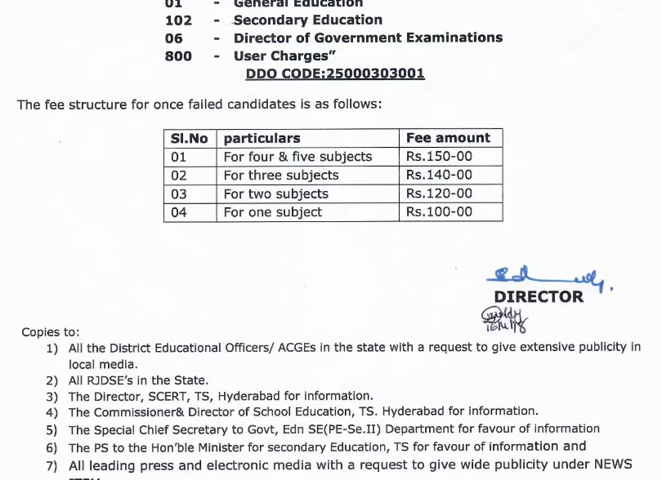 01 - General Education
102 - Secondary Education
06 - Director of Government Examinations
800 - User Charges"
DDO CODE:25000303001
The fee structure for once failed candidates is as follows:
Sl.No particulars Fee amount
01 For four & five subjects Rs.150-00
02 For three subjects Rs.140-00
03 For two subjects Rs.120-00
04 For one subject Rs.100-00
DIRECTOR
Copies to:
1) All the District Educational Officers/ ACGEs in the state with a request to give extensive publicity in
local media.
2) All RJDSE's in the State.
3) The Director, SCERT, TS, Hyderabad for information.
4) The Commissioner& Director of School Education, TS. Hyderabad for information.
5) The Special Chief Secretary to Govt, Edn SE(PE-Se.II) Department for favour of information
6) The PS to the Hon'ble Minister for secondary Education, TS for favour of information and
7) All leading press and electronic media with a request to give wide publicity under NEWS